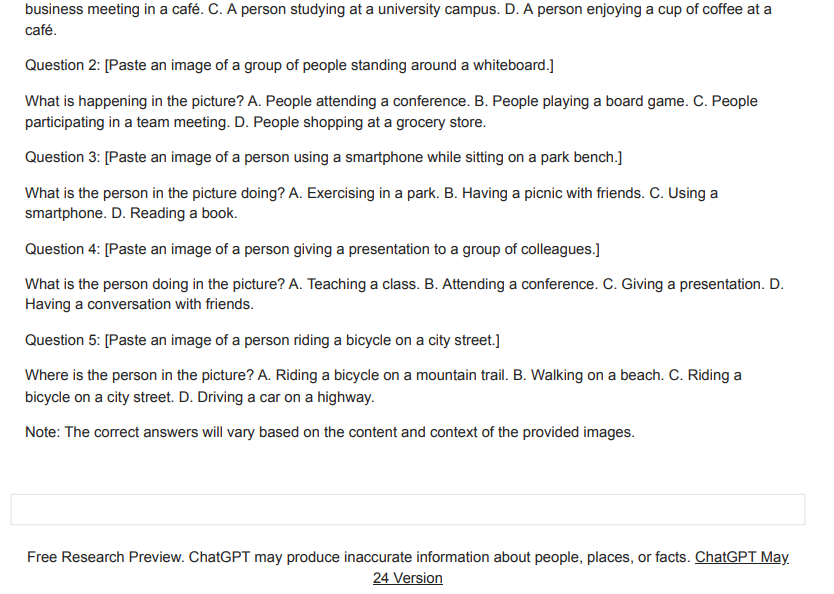 business meeting in a café. C. A person studying at a university campus. D. A person enjoying a cup of coffee at a
café.
Question 2: [Paste an image of a group of people standing around a whiteboard.]
What is happening in the picture? A. People attending a conference. B. People playing a board game. C. People
participating in a team meeting. D. People shopping at a grocery store.
Question 3: [Paste an image of a person using a smartphone while sitting on a park bench.]
What is the person in the picture doing? A. Exercising in a park. B. Having a picnic with friends. C. Using a
smartphone. D. Reading a book.
Question 4: [Paste an image of a person giving a presentation to a group of colleagues.]
What is the person doing in the picture? A. Teaching a class. B. Attending a conference. C. Giving a presentation. D.
Having a conversation with friends.
Question 5: [Paste an image of a person riding a bicycle on a city street.]
Where is the person in the picture? A. Riding a bicycle on a mountain trail. B. Walking on a beach. C. Riding a
bicycle on a city street. D. Driving a car on a highway.
Note: The correct answers will vary based on the content and context of the provided images.
Free Research Preview. ChatGPT may produce inaccurate information about people, places, or facts. ChatGPT May
24 Version